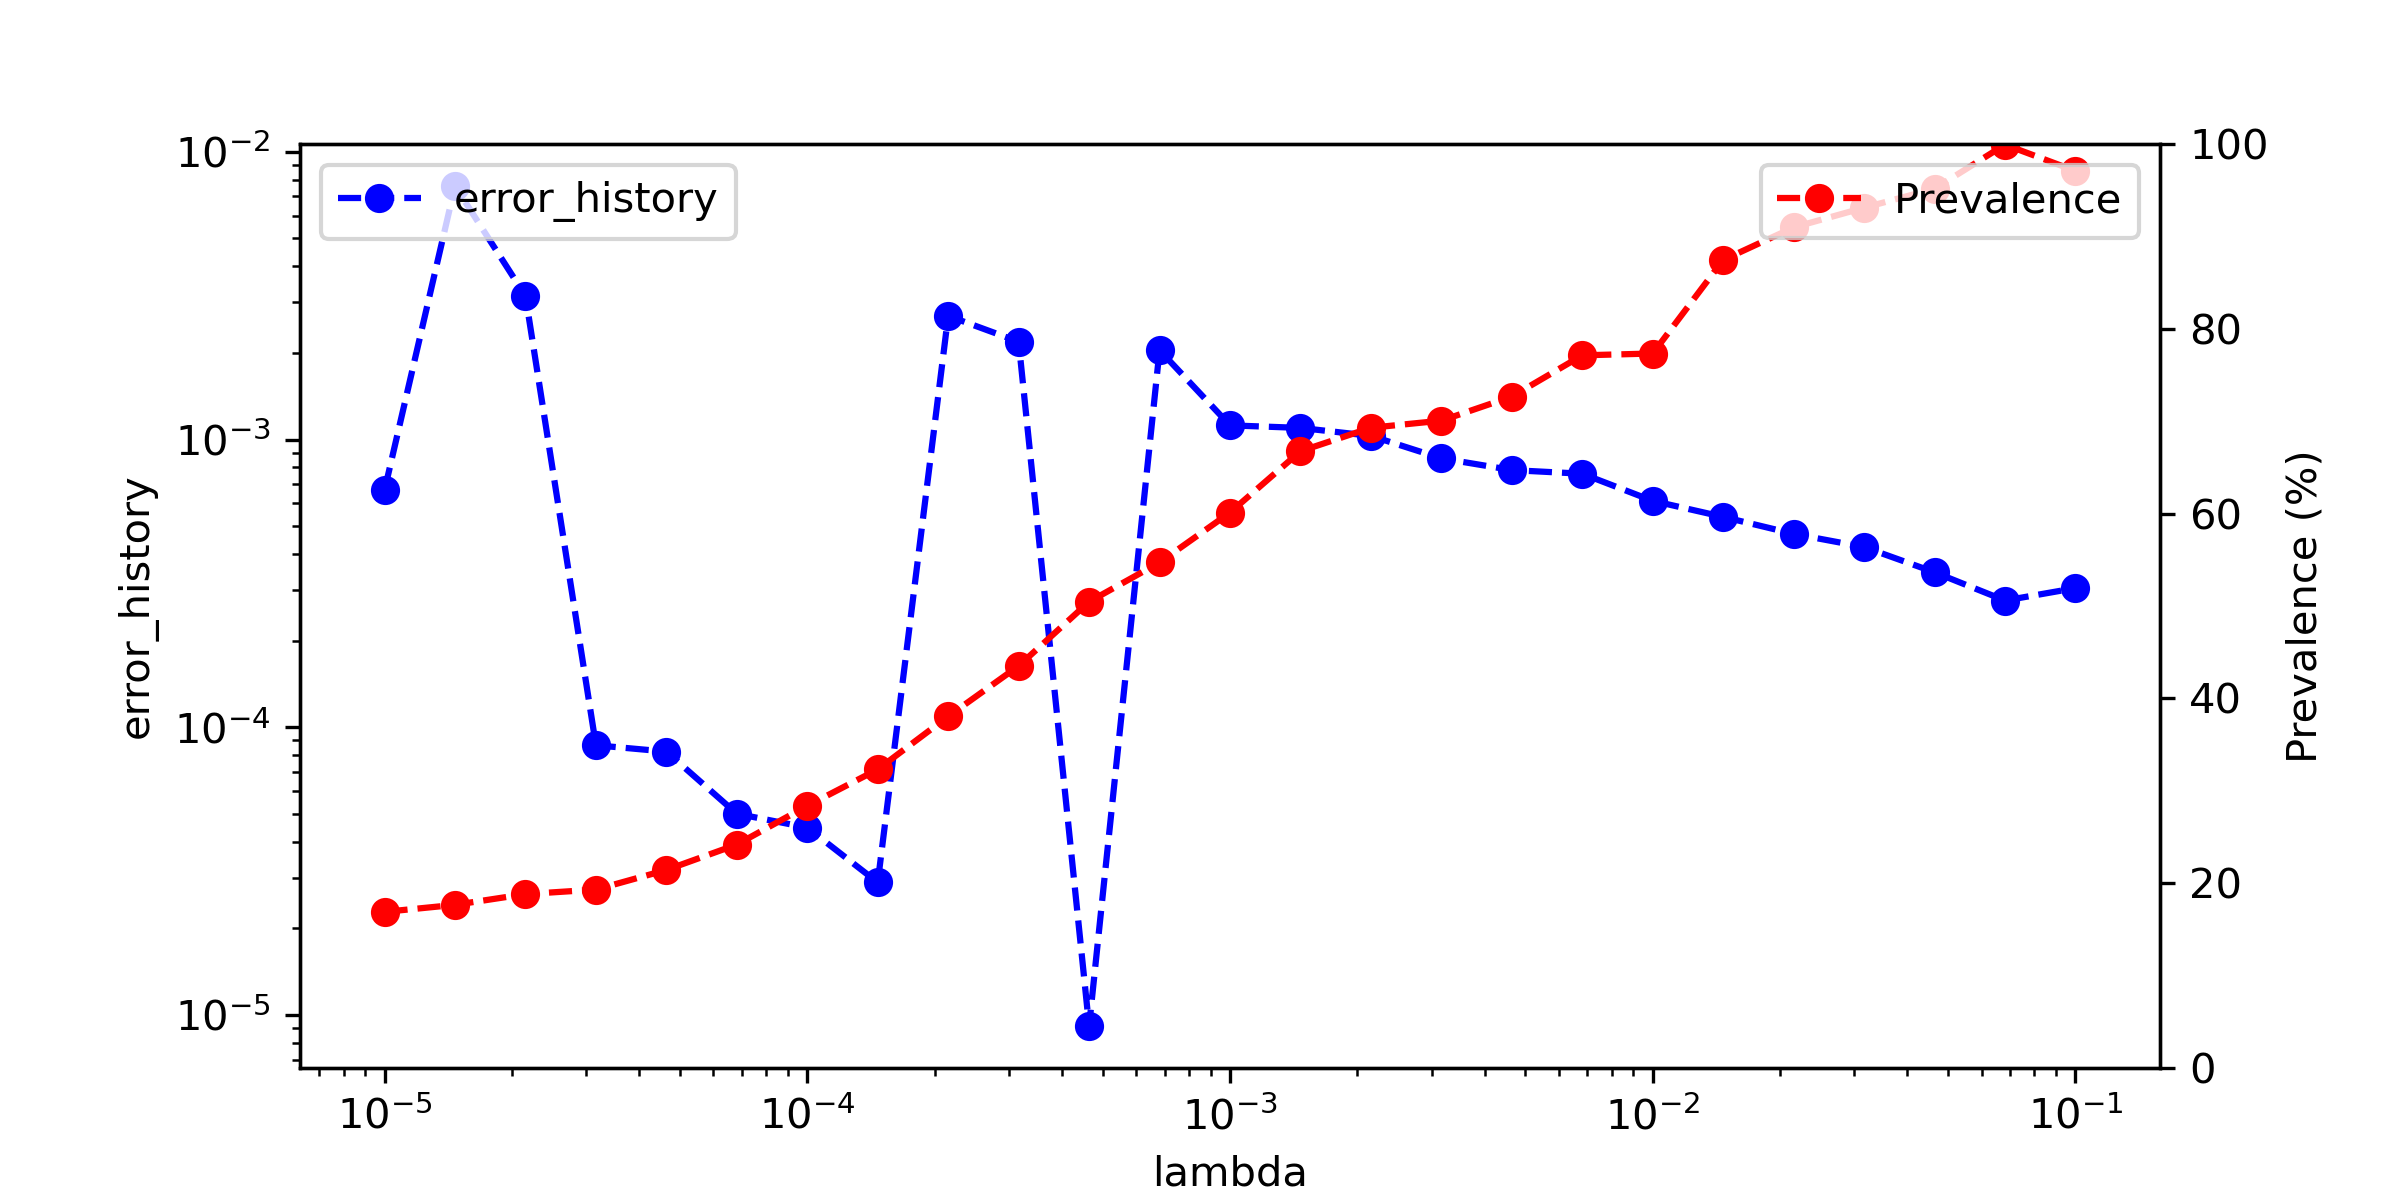 error_history
Prevalence
10⁻²
10⁻³
10⁻⁴
10⁻⁵
error_history
100
80
60
40
20
0
Prevalence (%)
10⁻⁵ 10⁻⁴ 10⁻³ 10⁻² 10⁻¹
lambda